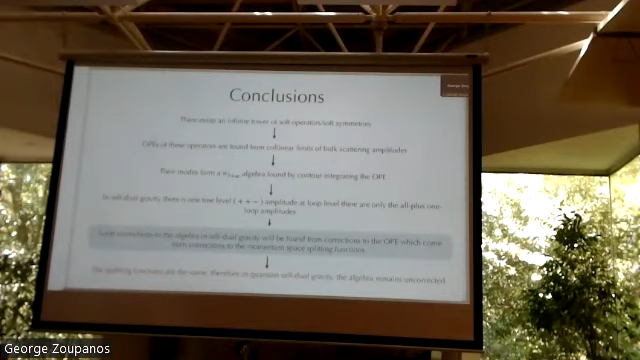 Conclusions
There exists an infinite tower of soft operators/soft symmetries
OPEs of these operators are found from collinear limits of bulk scattering amplitudes
Their modes form a algebra found by contour integrating the OPE
In self-dual gravity, there is one tree level (+ + −) amplitude at loop level there are only the all-plus one-
loop amplitudes
Loop corrections to the algebra in self-dual gravity will be found from corrections to the OPE which come
from corrections to the momentum space splitting functions
The splitting functions are the same, therefore in quantum self-dual gravity, the algebra remains uncorrected
George Zoupanos